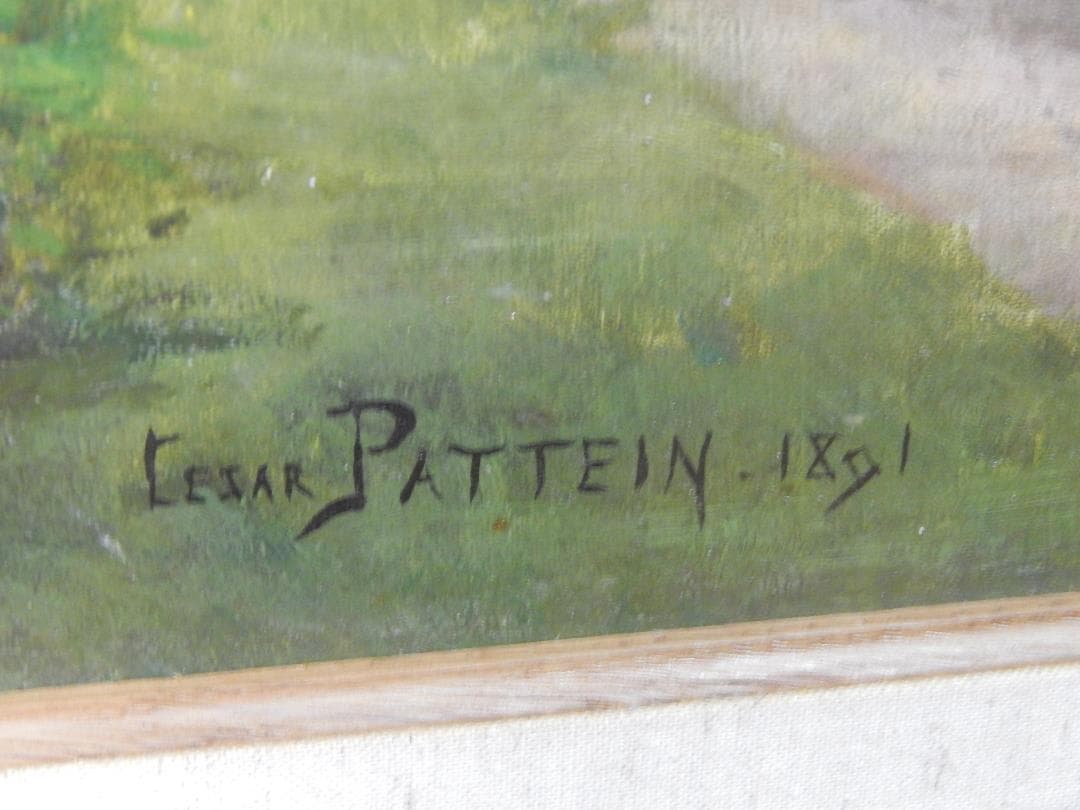 CESAR PATTEIN . 1891